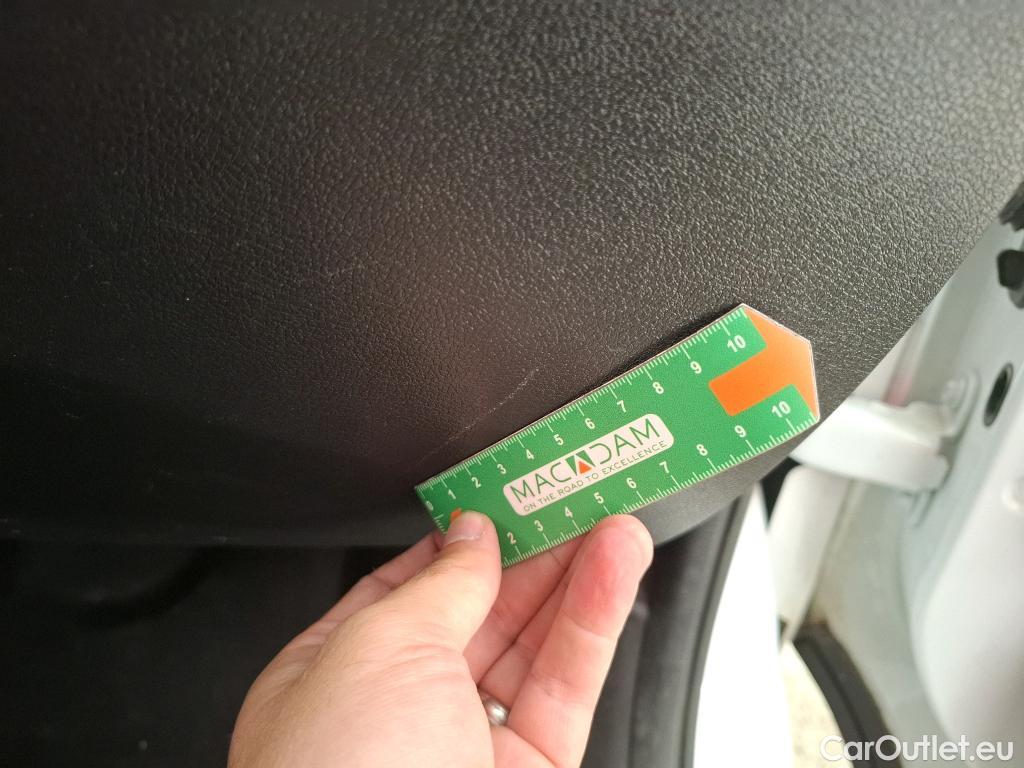 0 1 2 3 4 5 6 7 8 9 10
MACADAM
ON THE ROAD TO EXCELLENCE
2 3 4 5 6 7 8 9 10
CarOutlet.eu